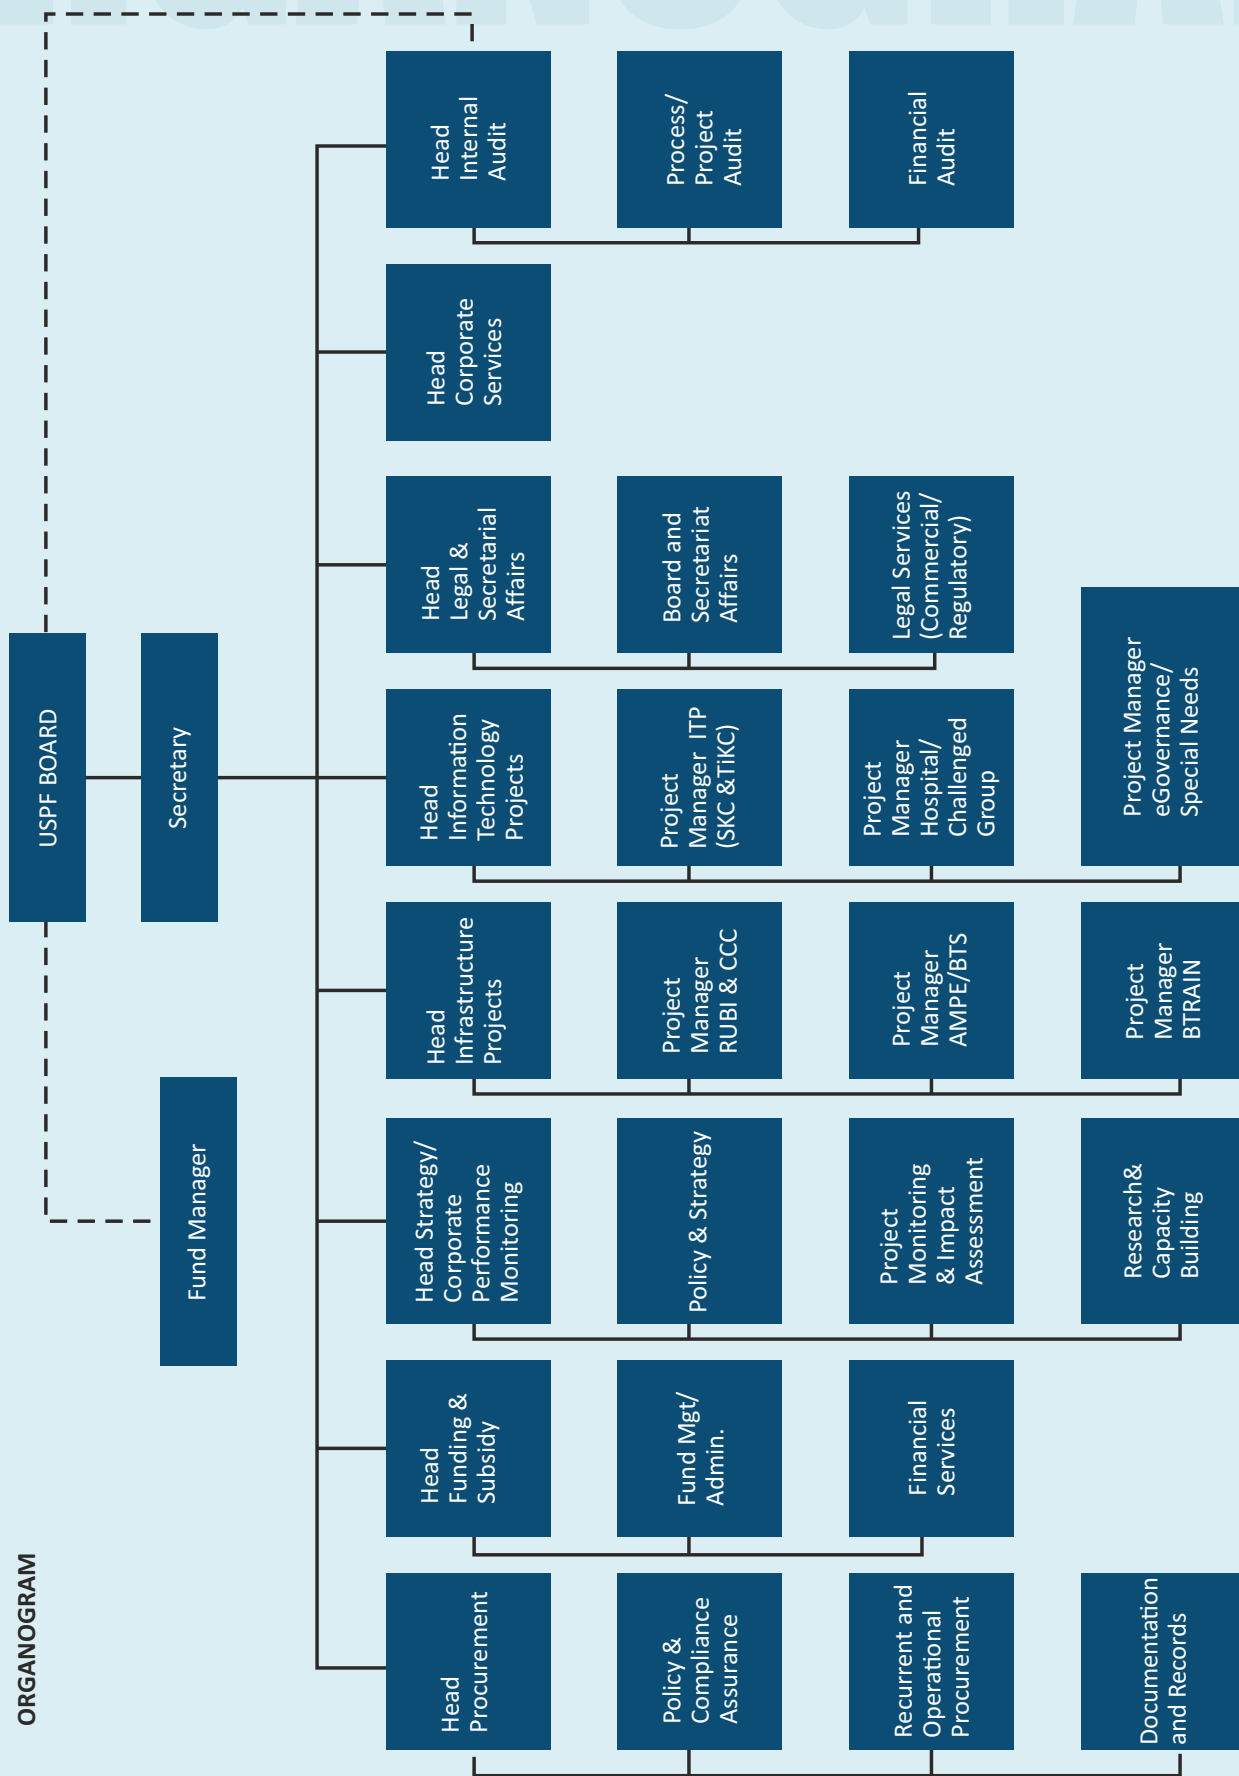 ORGANOGRAM
USPF BOARD
Secretary
Fund Manager
Head
Procurement
Head
Funding &
Subsidy
Head Strategy/
Corporate
Performance
Monitoring
Head
Infrastructure
Projects
Head
Information
Technology
Projects
Head
Legal &
Secretarial
Affairs
Head
Corporate
Services
Head
Internal
Audit
Policy &
Compliance
Assurance
Fund Mgt/
Admin.
Policy & Strategy
Project
Manager
RUBI & CCC
Project
Manager ITP
(SKC &TiKC)
Board and
Secretariat
Affairs
Process/
Project
Audit
Recurrent and
Operational
Procurement
Financial
Services
Project
Monitoring
& Impact
Assessment
Project
Manager
AMPE/BTS
Project
Manager
Hospital/
Challenged
Group
Legal Services
(Commercial/
Regulatory)
Financial
Audit
Documentation
and Records
Research&
Capacity
Building
Project
Manager
BTRAIN
Project Manager
eGovernance/
Special Needs